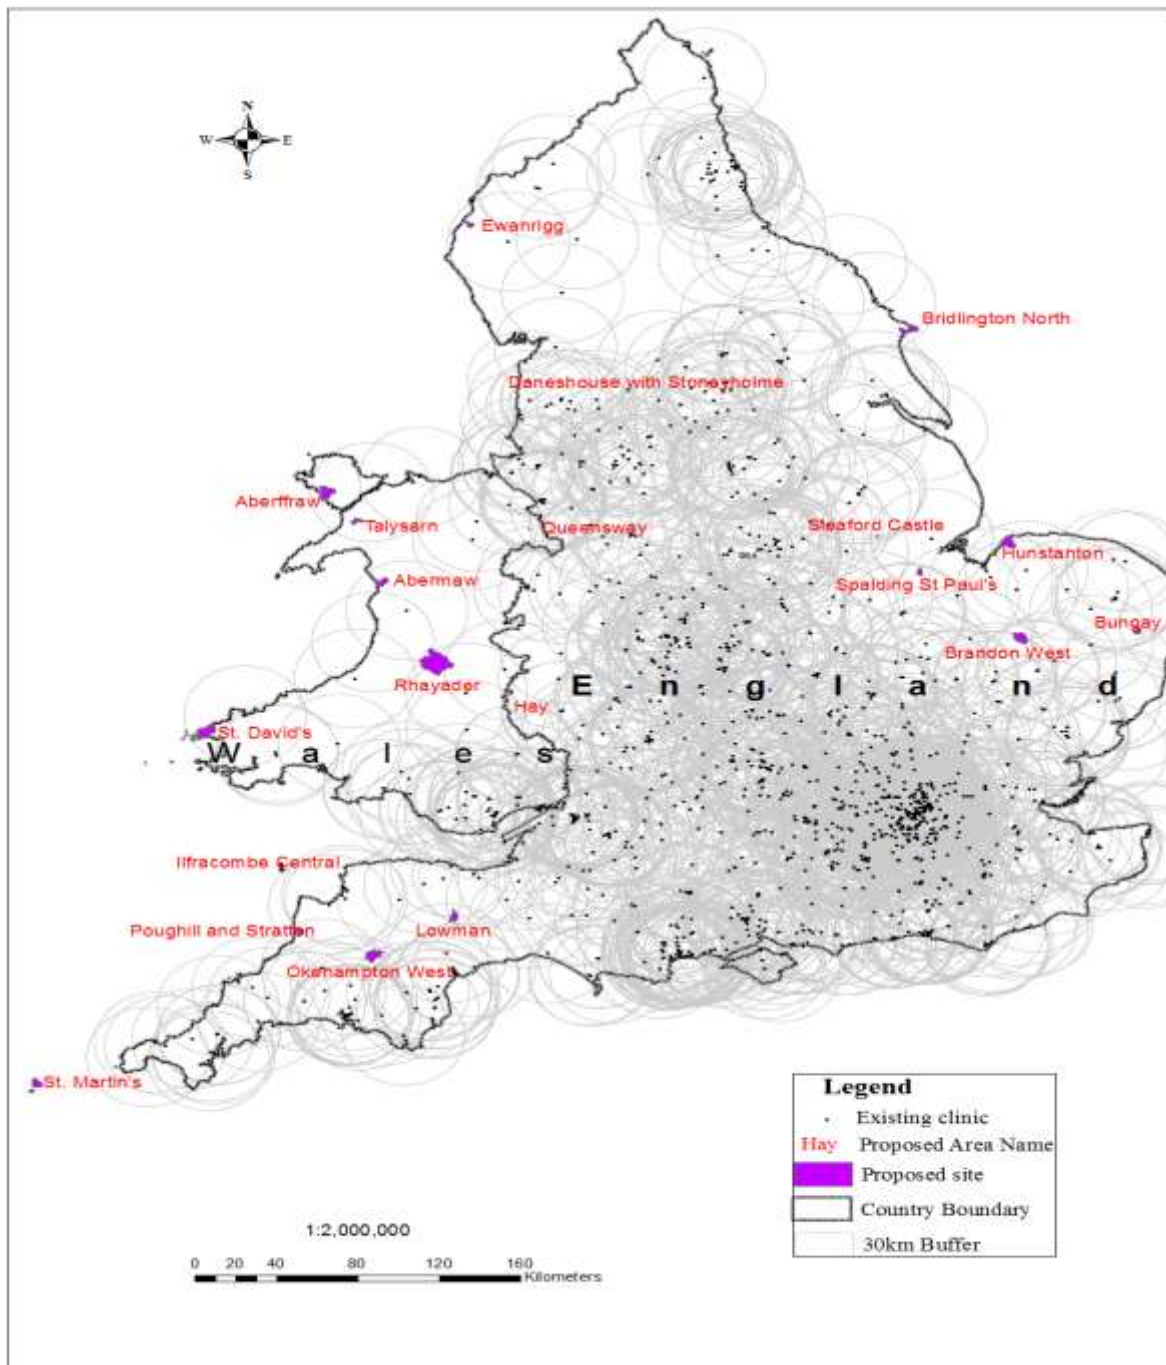 N
W E
S
Ewanrigg
Bridlington North
Daneshouse with Stoneyholme
Aberffraw
Talysarn
Queensway
Sleaford Castle
Hunstanton
Abermaw
Spalding St Paul's
Bungay
Brandon West
Rhayader
E n g l a n d
Hay
St. David's
W a l e s
Ilfracombe Central
Poughill and Stratton
Lowman
Okehampton West
St. Martin's
Legend
Existing clinic
Hay Proposed Area Name
Proposed site
Country Boundary
30km Buffer
1:2,000,000
0 20 40 80 120 160
Kilometers